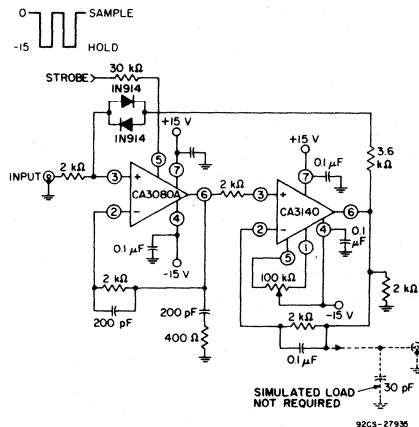 0 SAMPLE
-15 HOLD
30 kΩ
STROBE
1N914
1N914
+15 V
+15 V
0.1 µF
3.6 kΩ
INPUT
2 kΩ
3
+
5
7
CA3080A
6
2
−
4
2 kΩ
3
+
7
CA3140
6
2
−
5
1
4
0.1 µF
0.1 µF
-15 V
100 kΩ
-15 V
2 kΩ
2 kΩ
200 pF
200 pF
400 Ω
2 kΩ
0.1 µF
SIMULATED LOAD
NOT REQUIRED
30 pF
92CS-27935